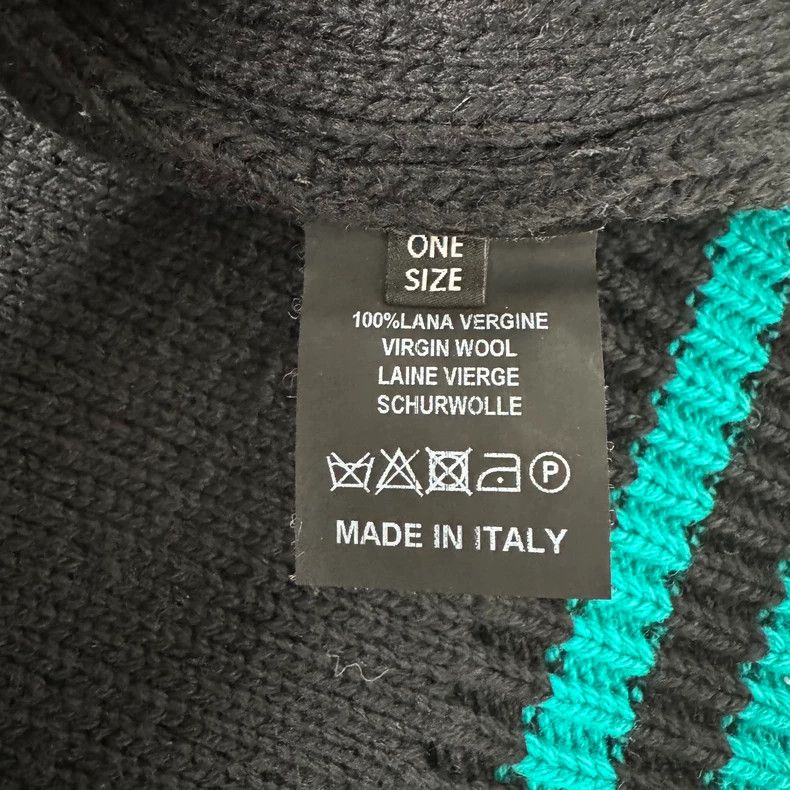 ONE
SIZE
100%LANA VERGINE
VIRGIN WOOL
LAINE VIERGE
SCHURWOLLE
P
MADE IN ITALY